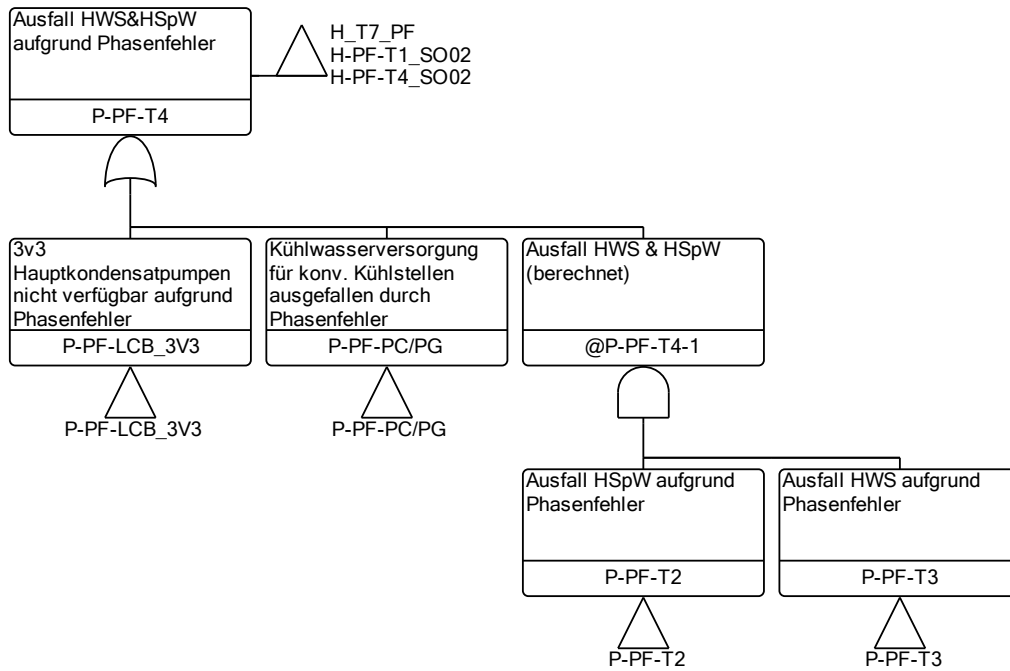 Ausfall HWS&HSpW
aufgrund Phasenfehler
P-PF-T4
H_T7_PF
H-PF-T1_SO02
H-PF-T4_SO02
3v3
Hauptkondensatpumpen
nicht verfügbar aufgrund
Phasenfehler
P-PF-LCB_3V3
P-PF-LCB_3V3
Kühlwasserversorgung
für konv. Kühlstellen
ausgefallen durch
Phasenfehler
P-PF-PC/PG
P-PF-PC/PG
Ausfall HWS & HSpW
(berechnet)
@P-PF-T4-1
Ausfall HSpW aufgrund
Phasenfehler
P-PF-T2
P-PF-T2
Ausfall HWS aufgrund
Phasenfehler
P-PF-T3
P-PF-T3